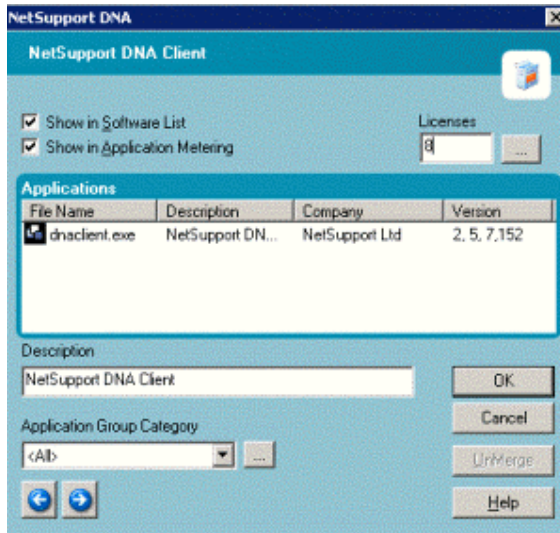 NetSupport DNA
NetSupport DNA Client
Show in Software List
Licenses
Show in Application Metering
8
...
Applications
File Name Description Company Version
dnaclient.exe NetSupport DN... NetSupport Ltd 2, 5, 7,152
Description
NetSupport DNA Client
OK
Application Group Category
Cancel
<All>
...
UnMerge
Help